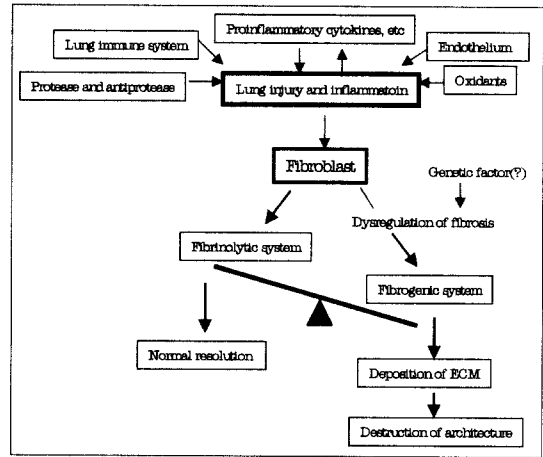 Proinflammatory cytokines, etc
Lung immune system
Endothelium
Protease and antiprotease
Lung injury and inflammatoin
Oxidants
Fibroblast
Genetic factor(?)
Dysregulation of fibrosis
Fibrinolytic system
Fibrogenic system
Normal resolution
Deposition of ECM
Destruction of architecture